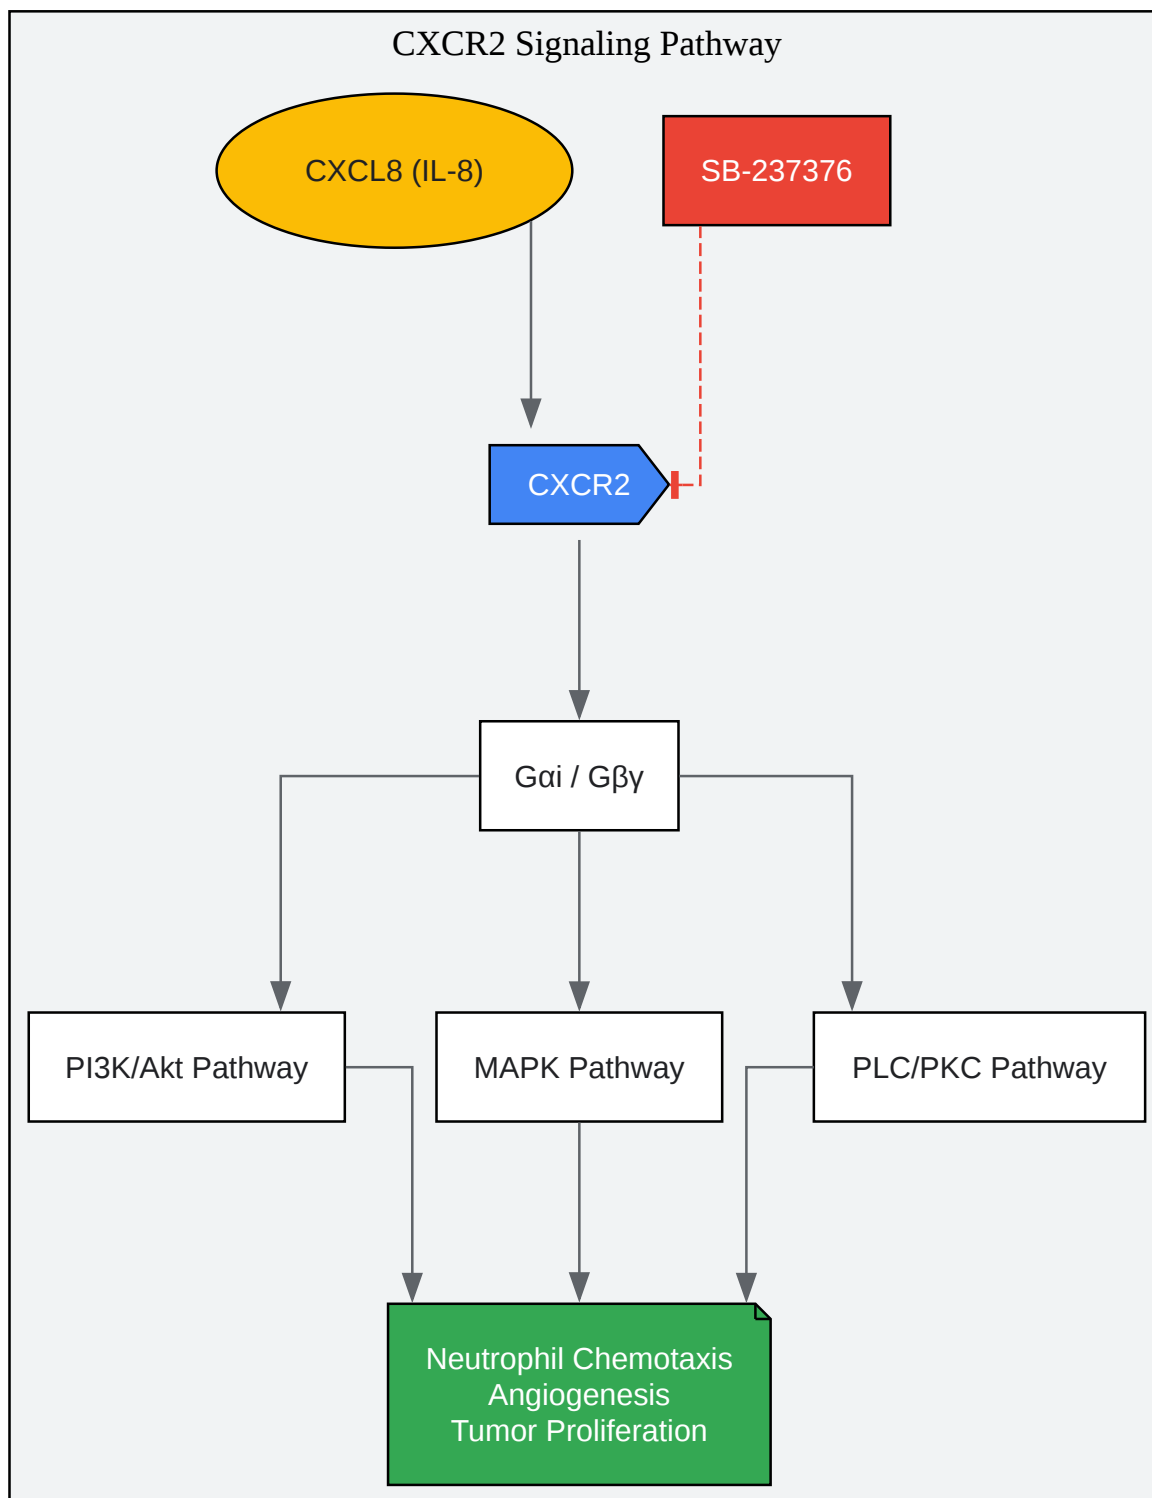 CXCR2 Signaling Pathway
CXCL8 (IL-8)
SB-237376
CXCR2
Gαi / Gβγ
PI3K/Akt Pathway
MAPK Pathway
PLC/PKC Pathway
Neutrophil Chemotaxis
Angiogenesis
Tumor Proliferation